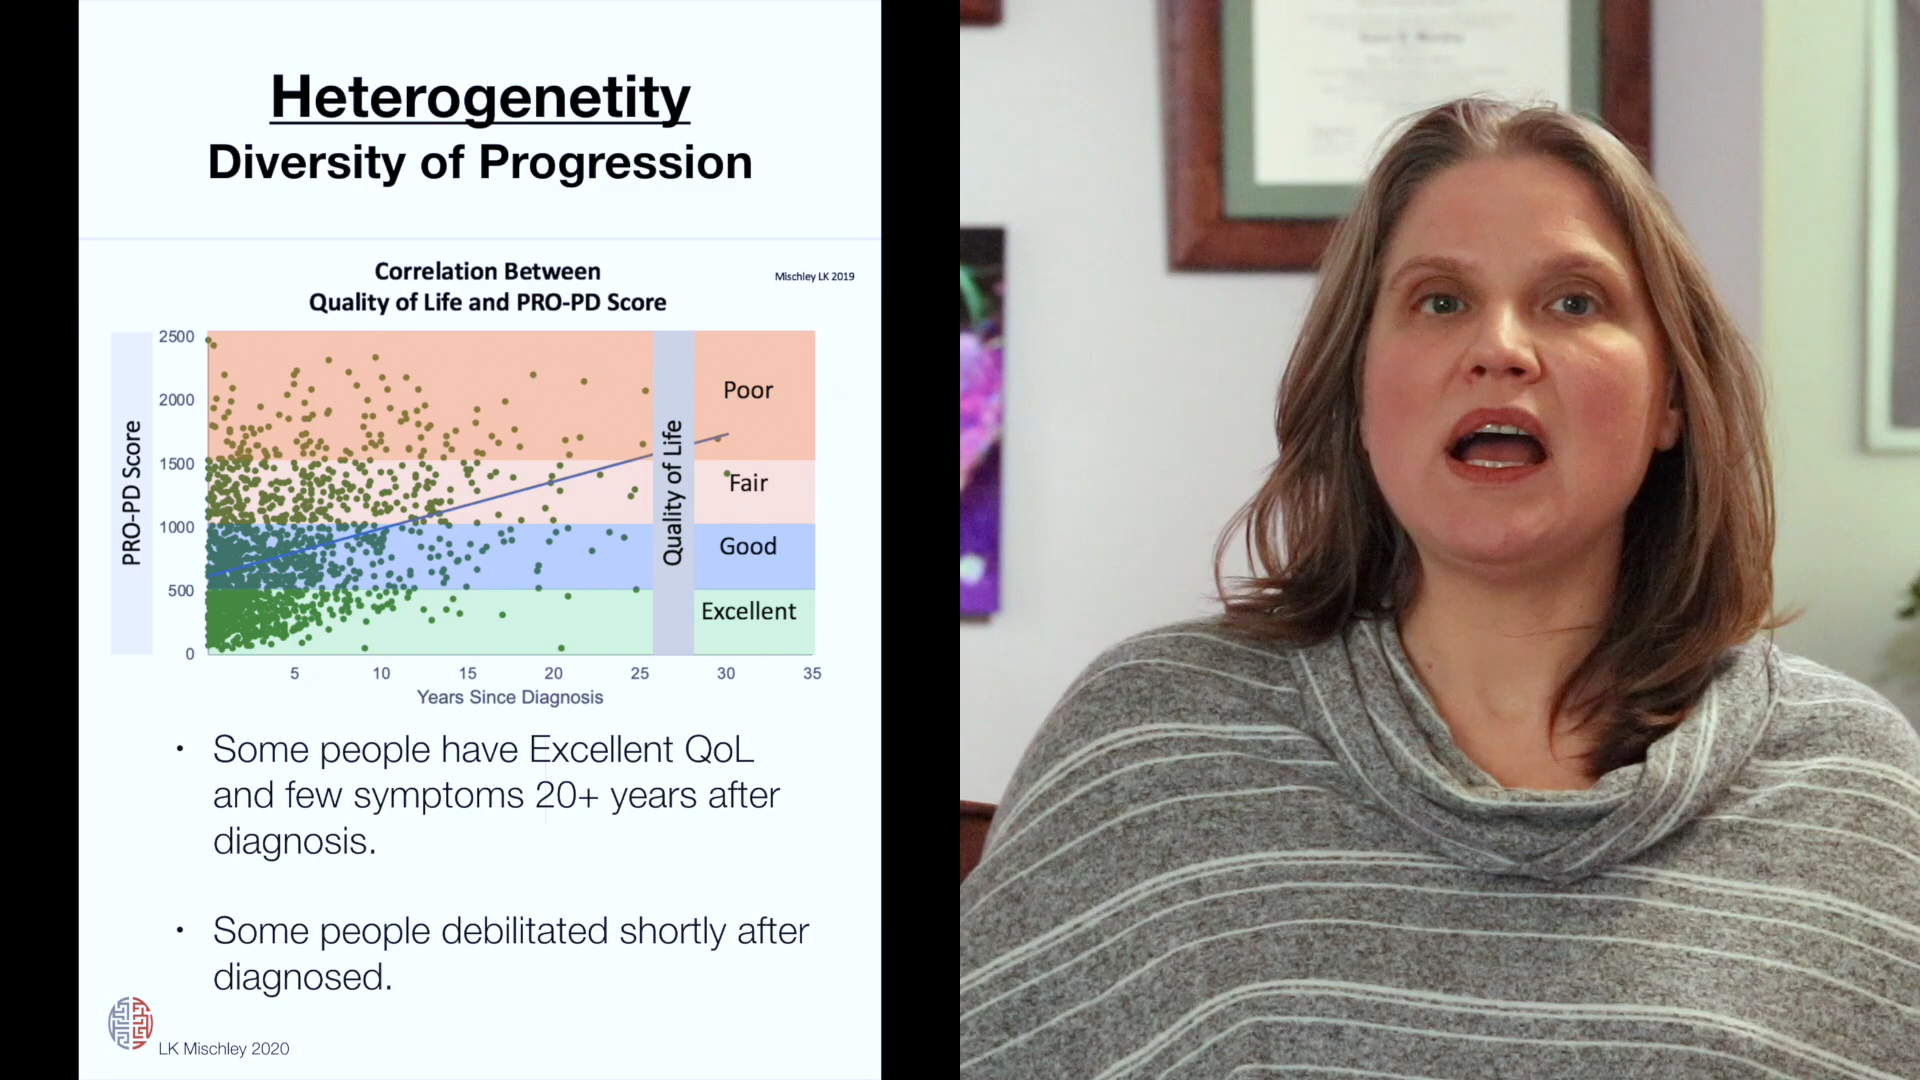 Heterogenetity
Diversity of Progression
Correlation Between
Quality of Life and PRO-PD Score
Mischley LK 2019
PRO-PD Score
2500
2000
1500
1000
500
0
Quality of Life
Poor
Fair
Good
Excellent
5 10 15 20 25 30 35
Years Since Diagnosis
• Some people have Excellent QoL
and few symptoms 20+ years after
diagnosis.
• Some people debilitated shortly after
diagnosed.
LK Mischley 2020